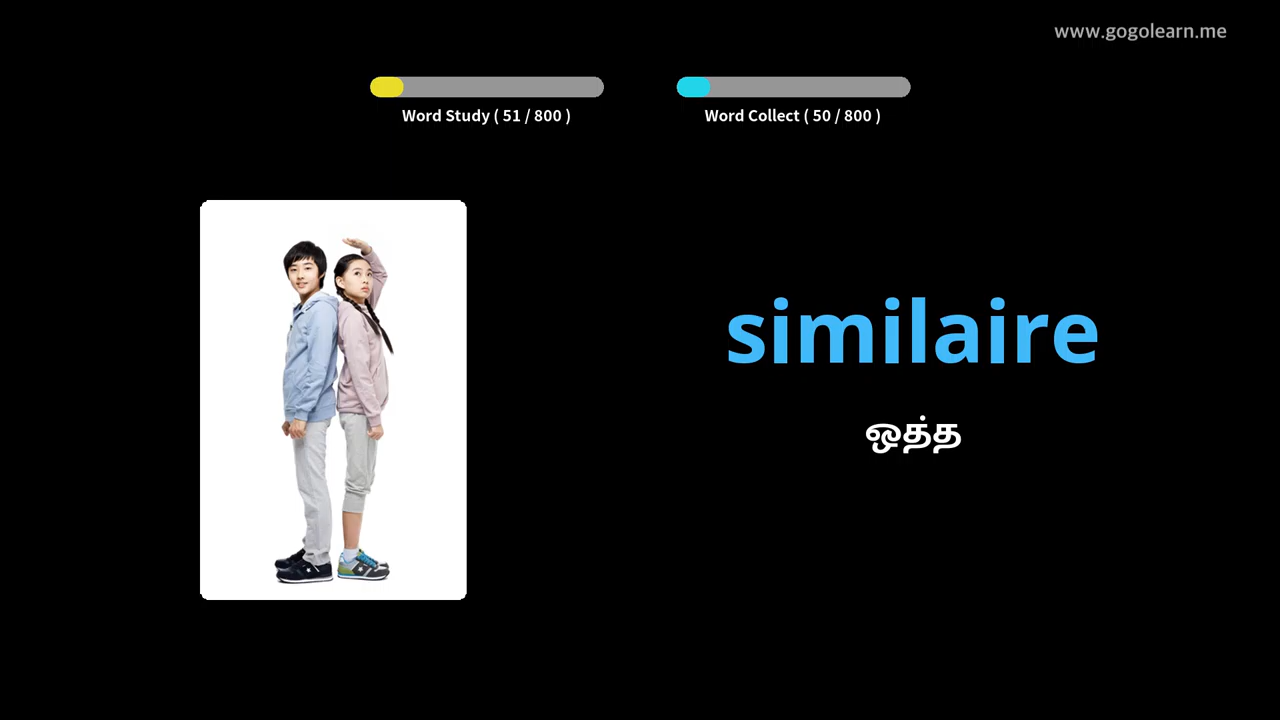 www.gogolearn.me
Word Study ( 51 / 800 )
Word Collect ( 50 / 800 )
similaire
ஒத்த